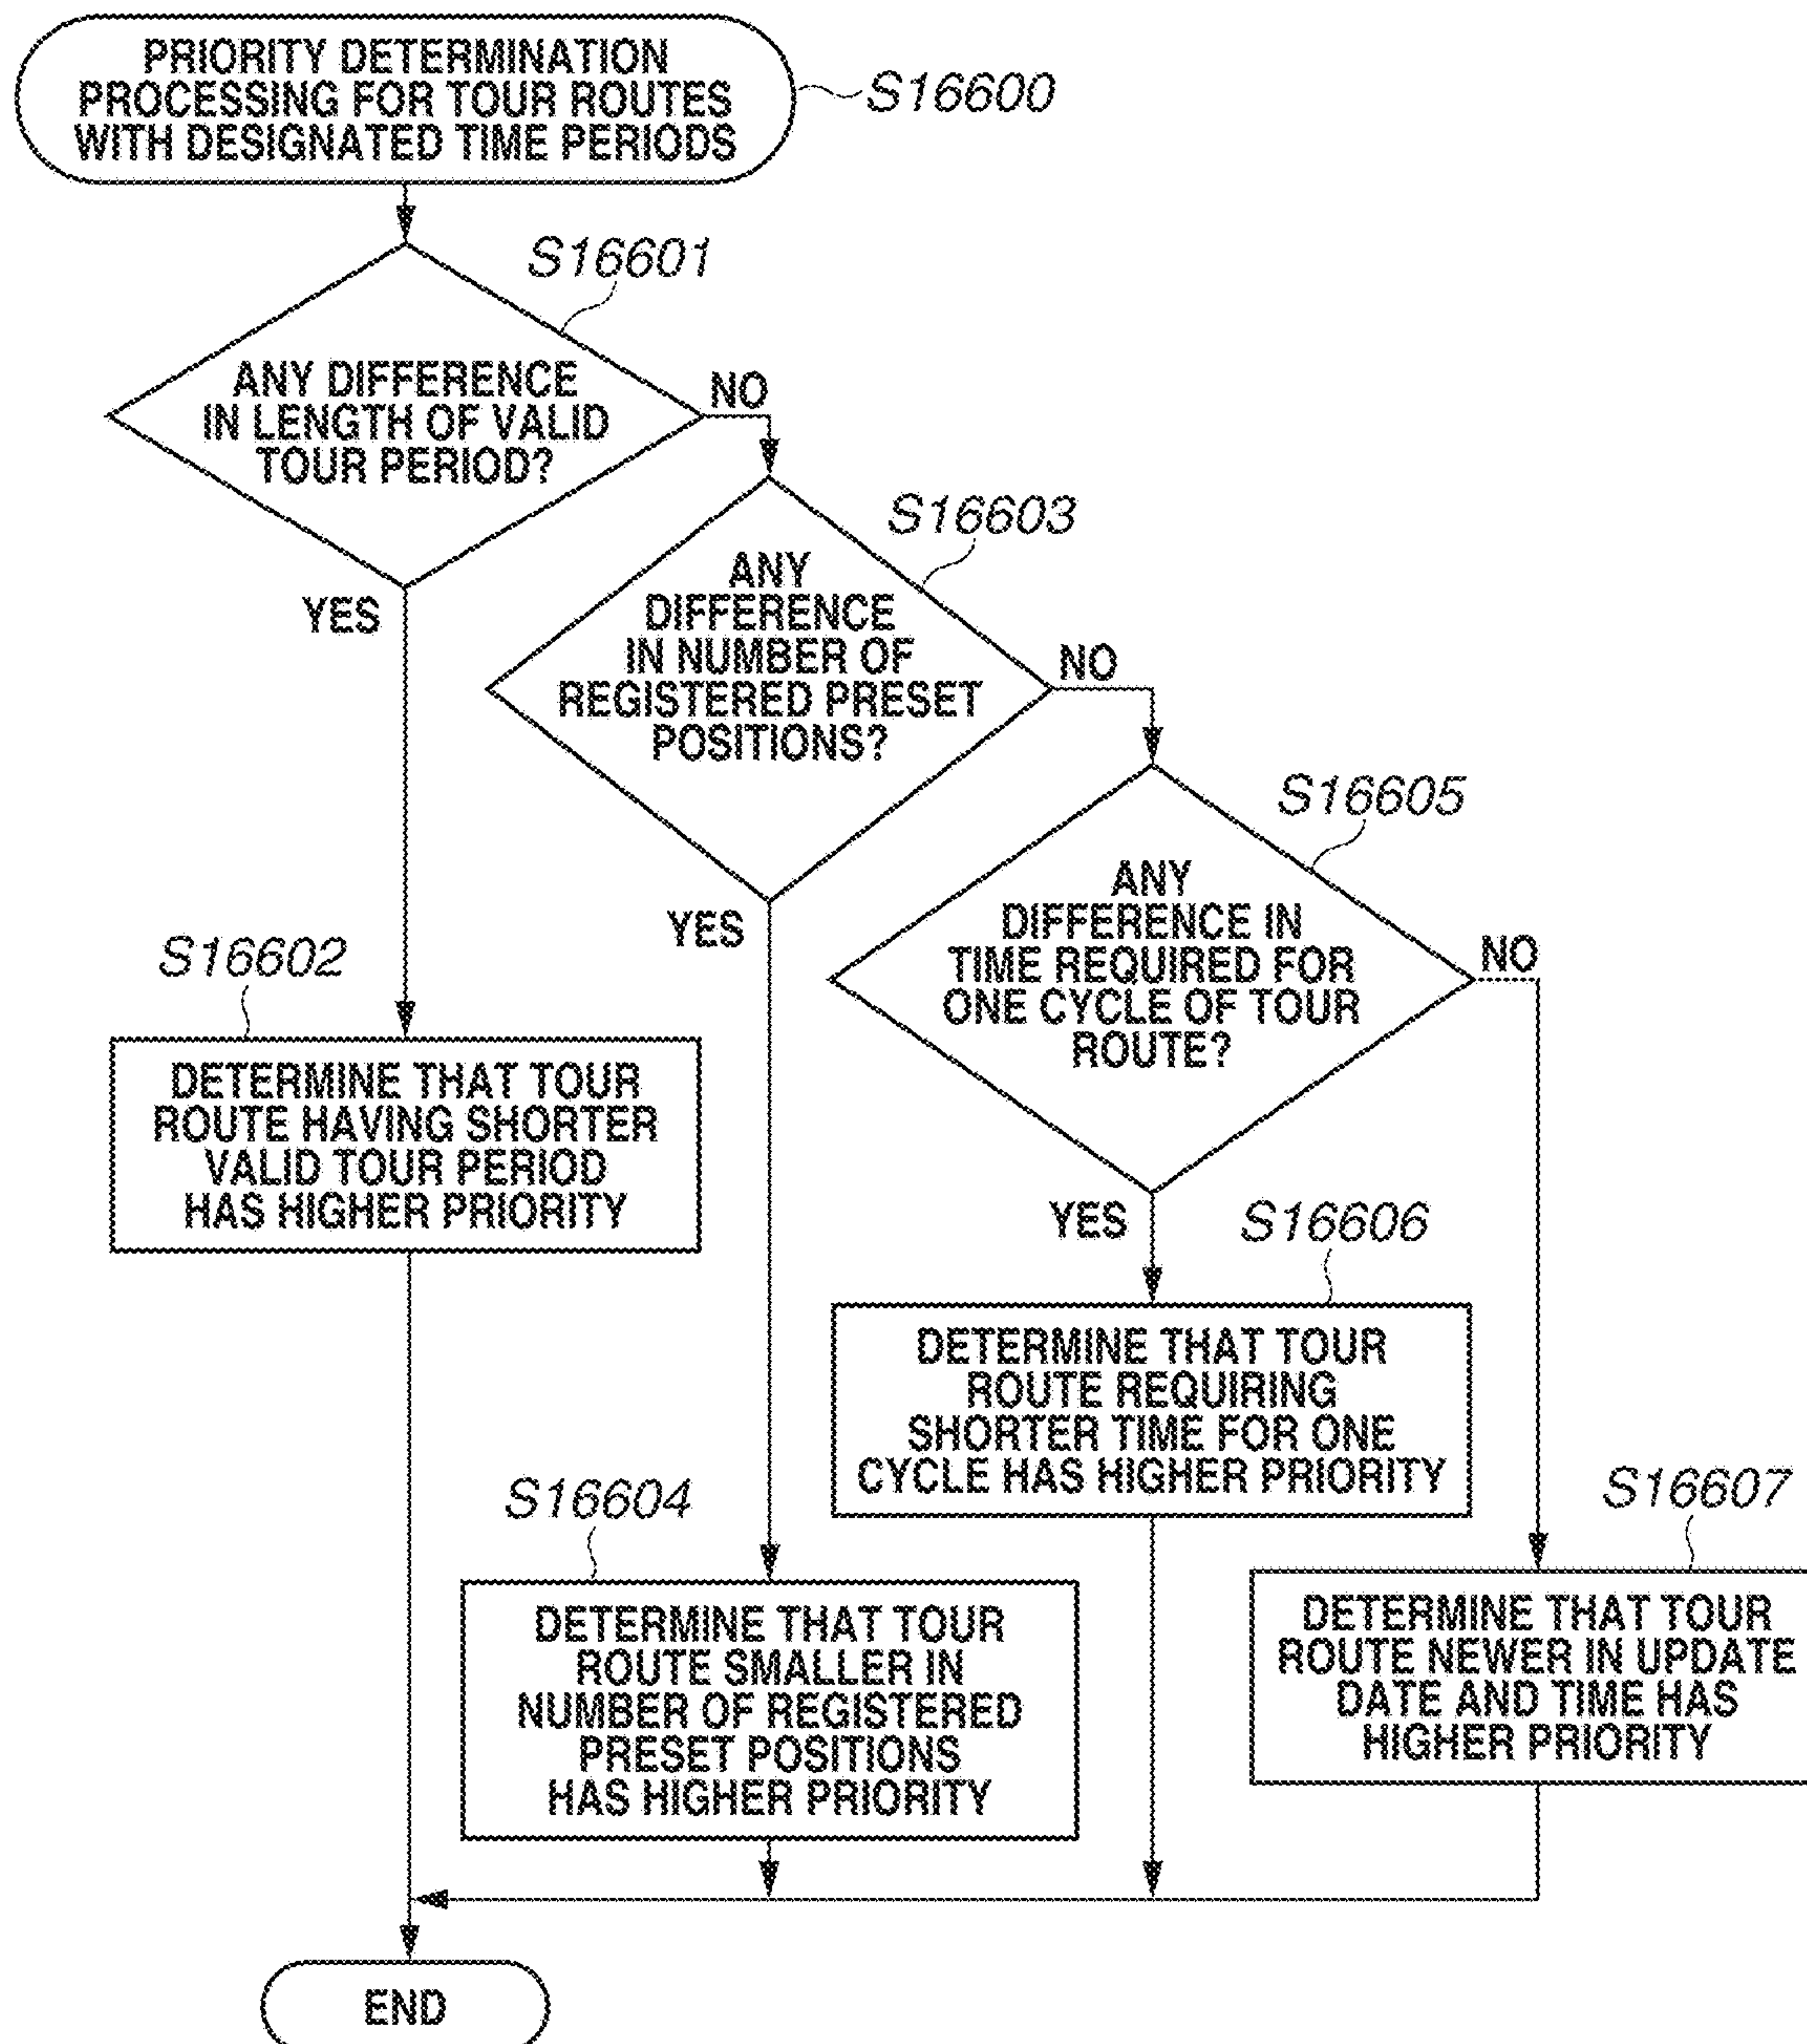 PRIORITY DETERMINATION
PROCESSING FOR TOUR ROUTES
WITH DESIGNATED TIME PERIODS
S16600
S16601
ANY DIFFERENCE
IN LENGTH OF VALID
TOUR PERIOD?
NO
YES
S16603
ANY
DIFFERENCE
IN NUMBER OF
REGISTERED PRESET
POSITIONS?
NO
YES
S16605
ANY
DIFFERENCE IN
TIME REQUIRED FOR
ONE CYCLE OF TOUR
ROUTE?
NO
YES
S16602
DETERMINE THAT TOUR
ROUTE HAVING SHORTER
VALID TOUR PERIOD
HAS HIGHER PRIORITY
S16606
DETERMINE THAT TOUR
ROUTE REQUIRING
SHORTER TIME FOR ONE
CYCLE HAS HIGHER PRIORITY
S16604
DETERMINE THAT TOUR
ROUTE SMALLER IN
NUMBER OF REGISTERED
PRESET POSITIONS
HAS HIGHER PRIORITY
S16607
DETERMINE THAT TOUR
ROUTE NEWER IN UPDATE
DATE AND TIME HAS
HIGHER PRIORITY
END